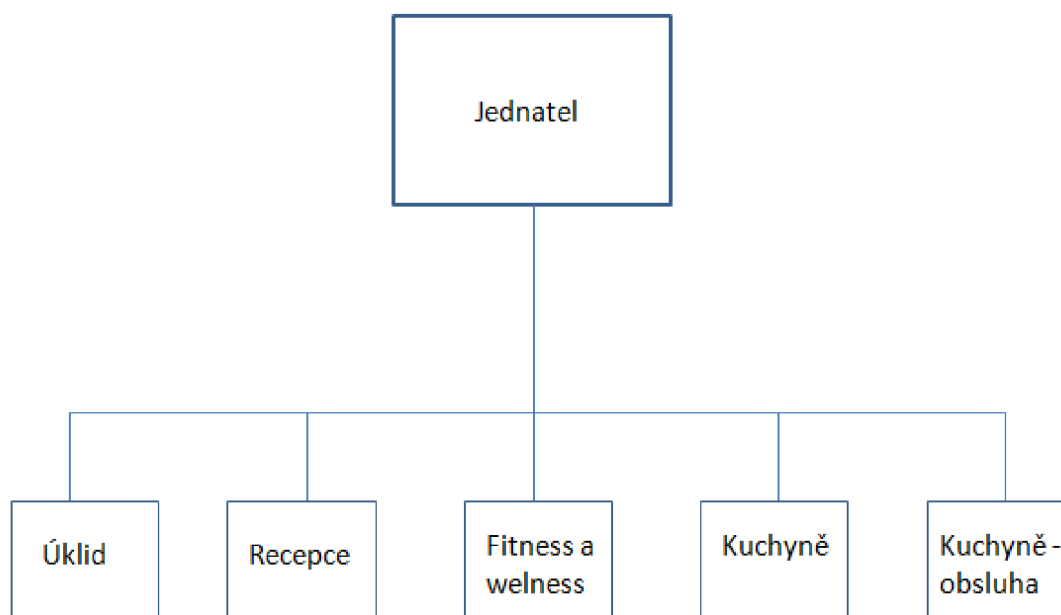 Jednatel
Úklid
Recepce
Fitness a
welness
Kuchyně
Kuchyně -
obsluha